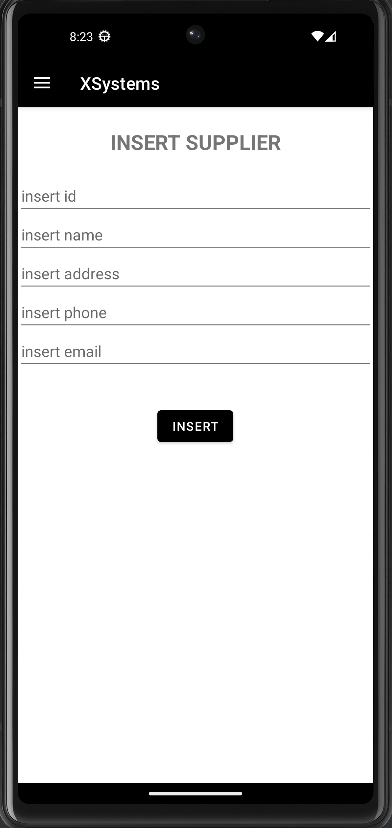 8:23
XSystems
INSERT SUPPLIER
insert id
insert name
insert address
insert phone
insert email
INSERT